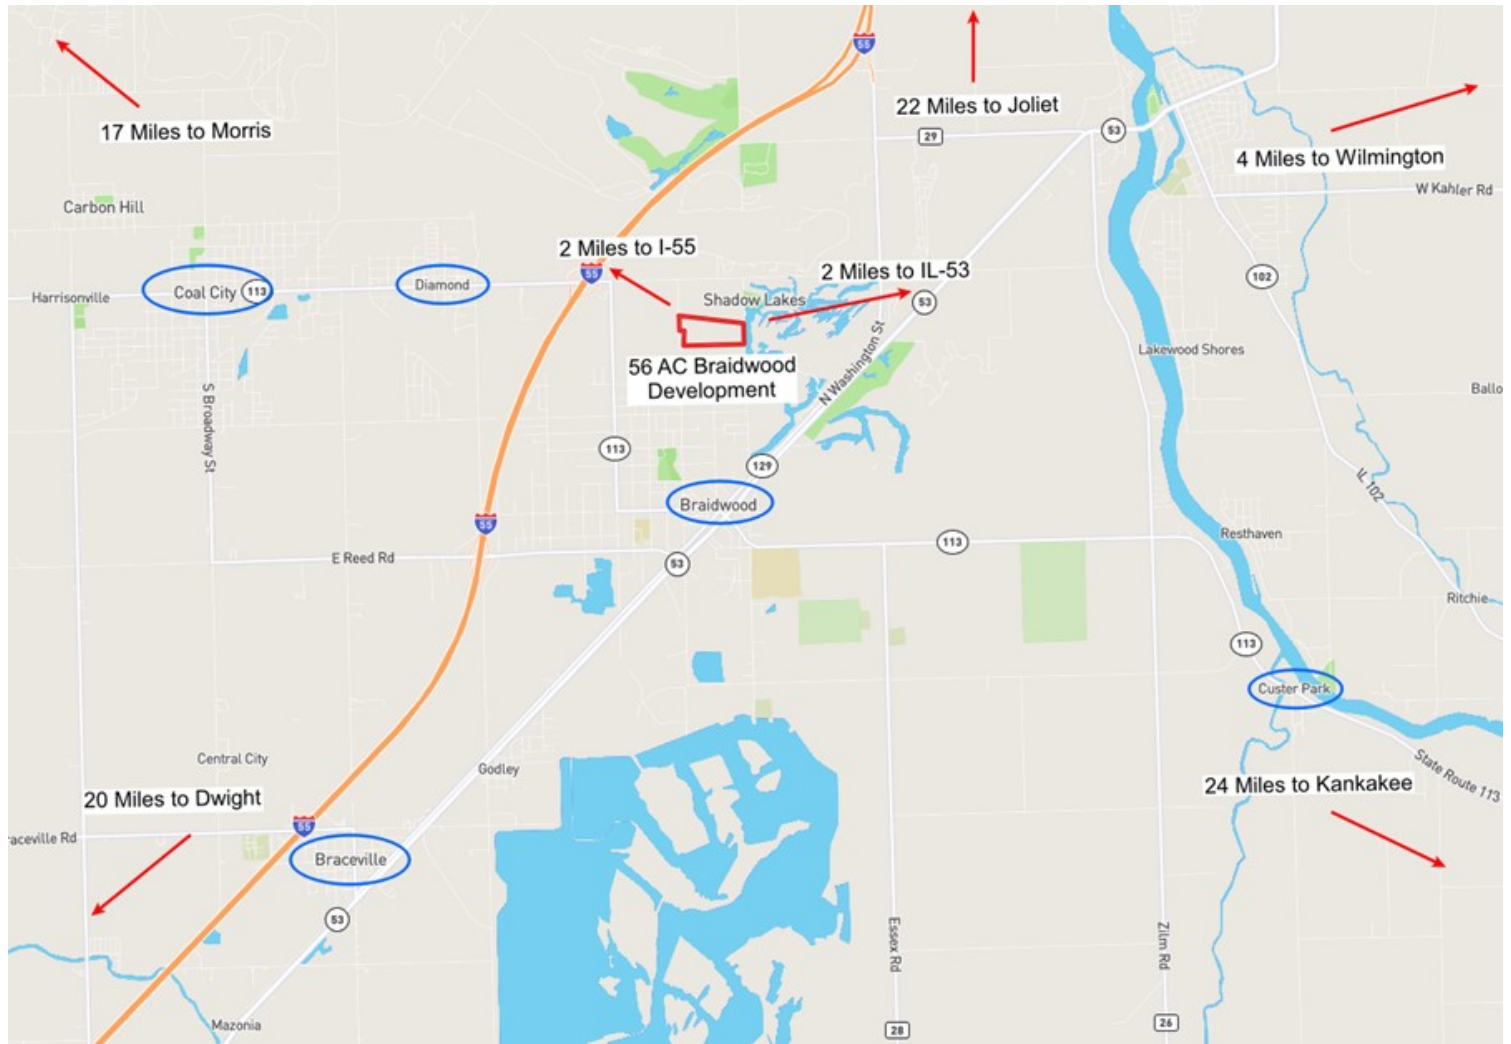 55
22 Miles to Joliet
17 Miles to Morris
29
53
4 Miles to Wilmington
W Kahler Rd
Carbon Hill
2 Miles to I-55
55
2 Miles to IL-53
102
Harrisonville
Coal City
113
Diamond
Shadow Lakes
53
56 AC Braidwood
Development
N Washington St
Lakewood Shores
Ballo
S Broadway St
113
129
IL 102
Braidwood
55
Resthaven
E Reed Rd
53
113
Ritchie
113
Custer Park
Central City
Godley
State Route 113
20 Miles to Dwight
24 Miles to Kankakee
raceville Rd
55
Braceville
53
Essex Rd
Zilm Rd
Mazonia
28
26